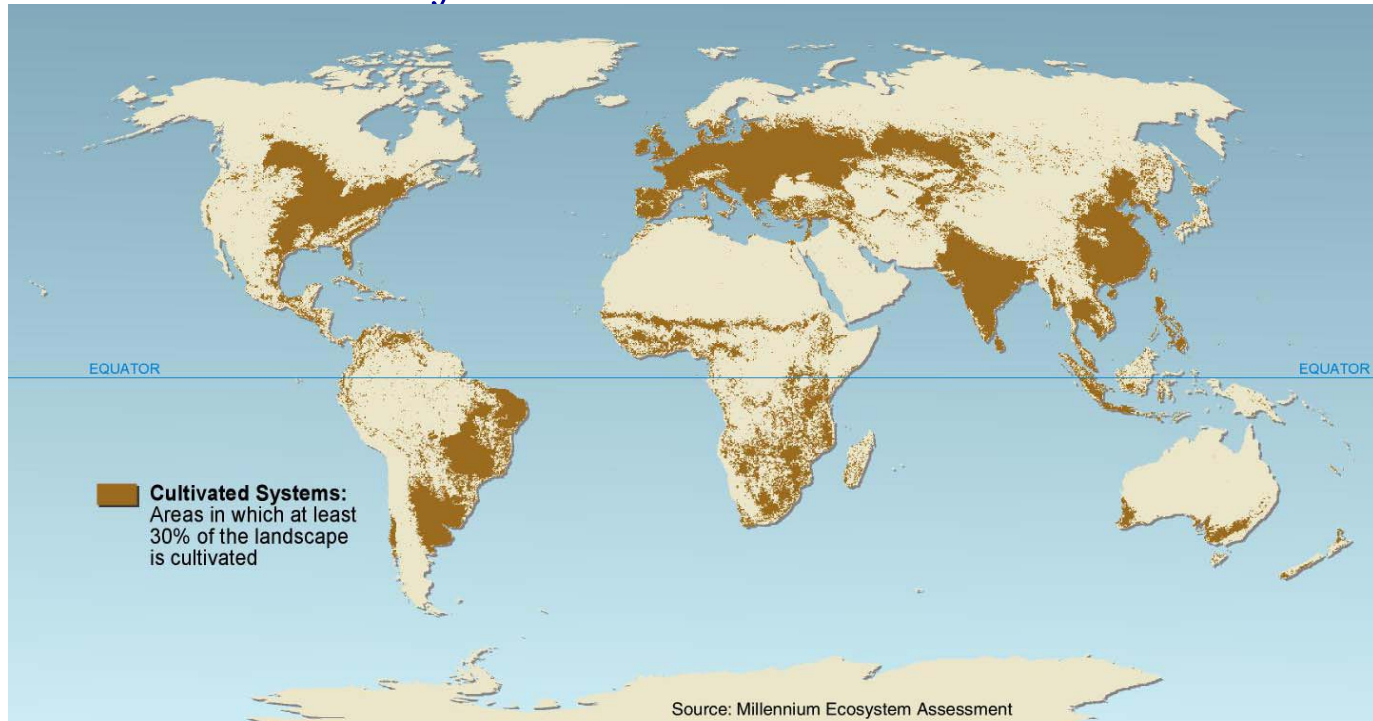 EQUATOR
EQUATOR
Cultivated Systems:
Areas in which at least
30% of the landscape
is cultivated
Source: Millennium Ecosystem Assessment